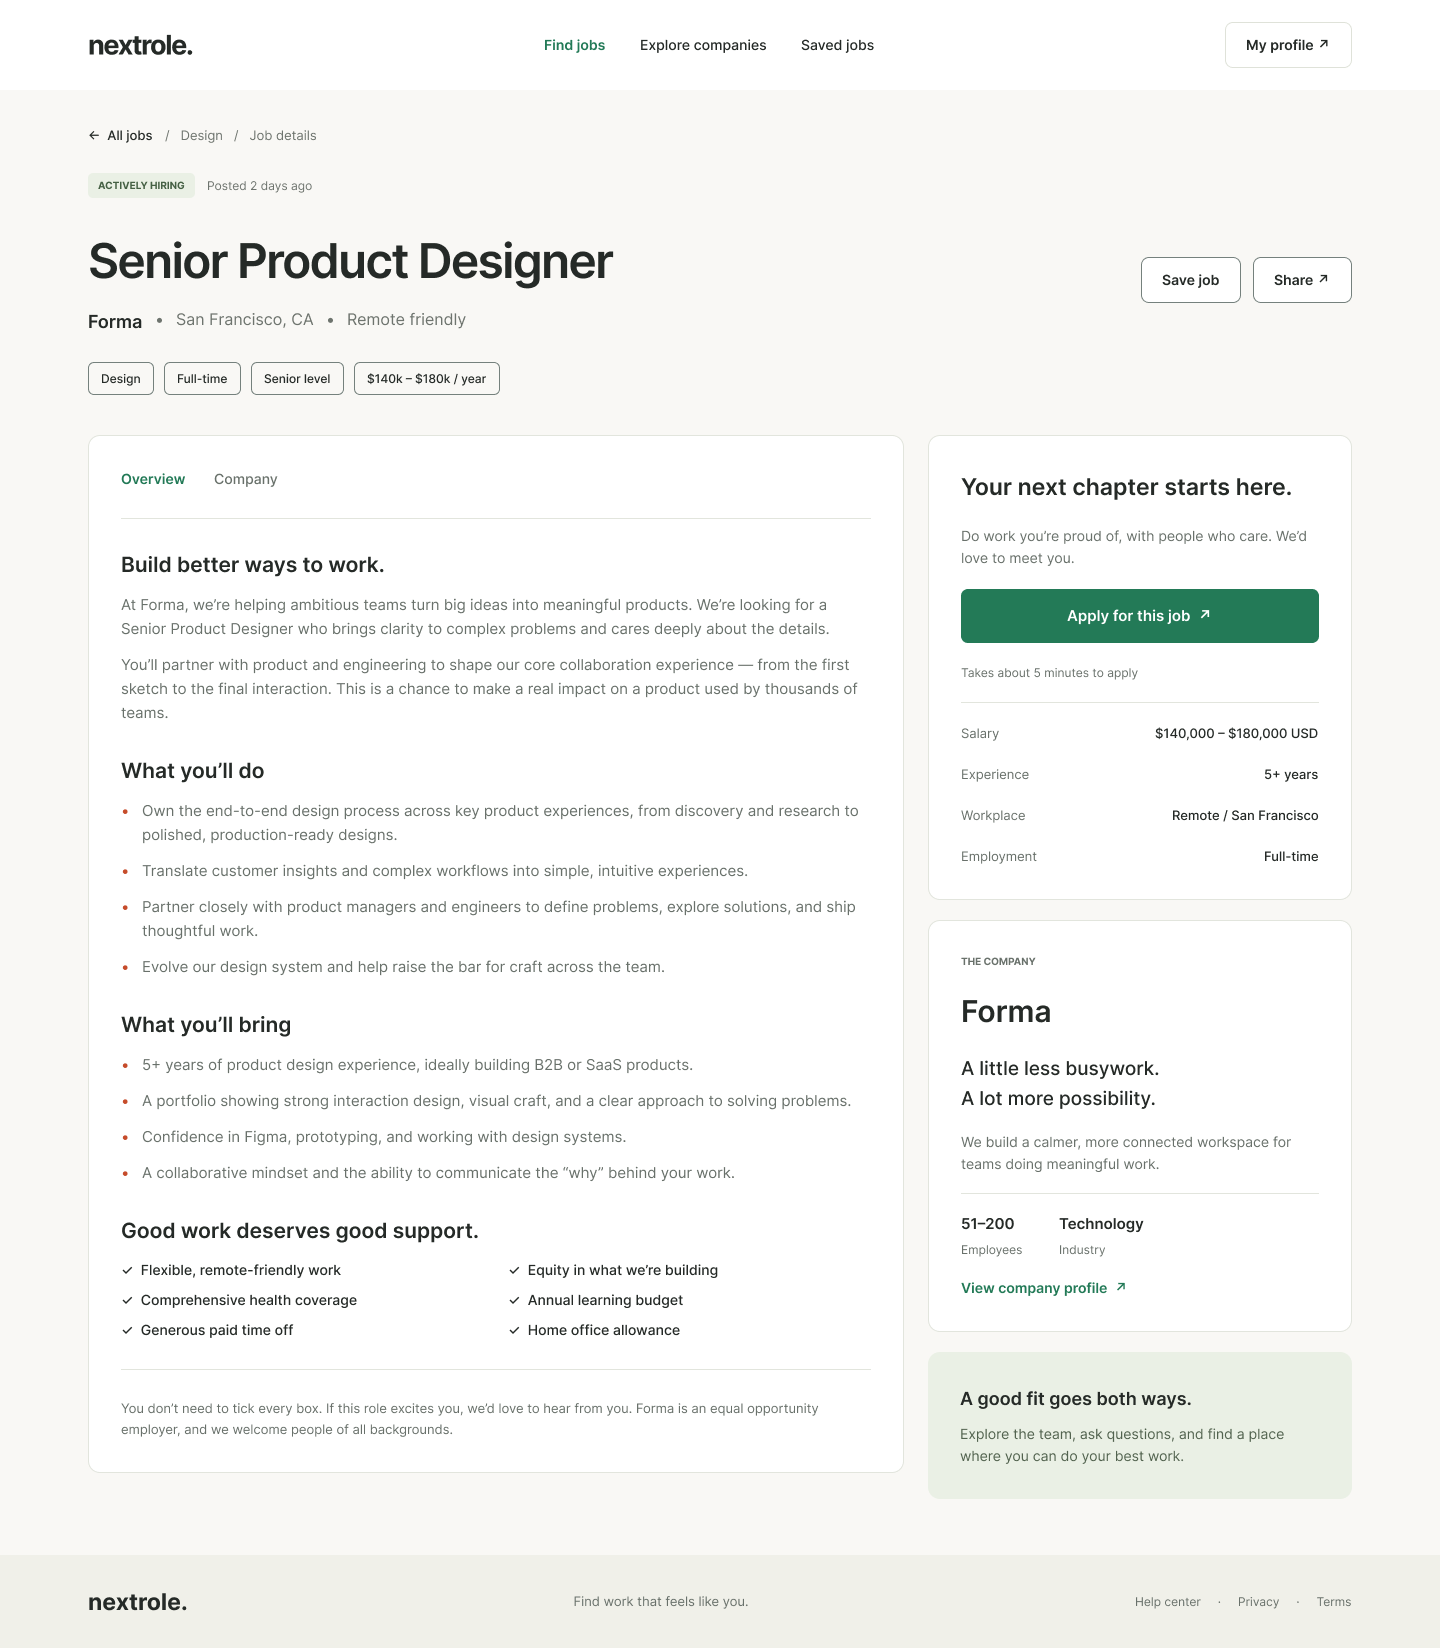 nextrole.
Find jobs
Explore companies
Saved jobs
My profile ↗
← All jobs / Design / Job details
ACTIVELY HIRING
Posted 2 days ago
Senior Product Designer
Forma • San Francisco, CA • Remote friendly
Save job
Share ↗
Design
Full-time
Senior level
$140k – $180k / year
Overview
Company
Build better ways to work.
At Forma, we’re helping ambitious teams turn big ideas into meaningful products. We’re looking for a
Senior Product Designer who brings clarity to complex problems and cares deeply about the details.
You’ll partner with product and engineering to shape our core collaboration experience — from the first
sketch to the final interaction. This is a chance to make a real impact on a product used by thousands of
teams.
What you’ll do
• Own the end-to-end design process across key product experiences, from discovery and research to
polished, production-ready designs.
• Translate customer insights and complex workflows into simple, intuitive experiences.
• Partner closely with product managers and engineers to define problems, explore solutions, and ship
thoughtful work.
• Evolve our design system and help raise the bar for craft across the team.
What you’ll bring
• 5+ years of product design experience, ideally building B2B or SaaS products.
• A portfolio showing strong interaction design, visual craft, and a clear approach to solving problems.
• Confidence in Figma, prototyping, and working with design systems.
• A collaborative mindset and the ability to communicate the “why” behind your work.
Good work deserves good support.
✓ Flexible, remote-friendly work
✓ Equity in what we’re building
✓ Comprehensive health coverage
✓ Annual learning budget
✓ Generous paid time off
✓ Home office allowance
You don’t need to tick every box. If this role excites you, we’d love to hear from you. Forma is an equal opportunity
employer, and we welcome people of all backgrounds.
Your next chapter starts here.
Do work you’re proud of, with people who care. We’d
love to meet you.
Apply for this job ↗
Takes about 5 minutes to apply
Salary $140,000 – $180,000 USD
Experience 5+ years
Workplace Remote / San Francisco
Employment Full-time
THE COMPANY
Forma
A little less busywork.
A lot more possibility.
We build a calmer, more connected workspace for
teams doing meaningful work.
51–200 Technology
Employees Industry
View company profile ↗
A good fit goes both ways.
Explore the team, ask questions, and find a place
where you can do your best work.
nextrole.
Find work that feels like you.
Help center · Privacy · Terms